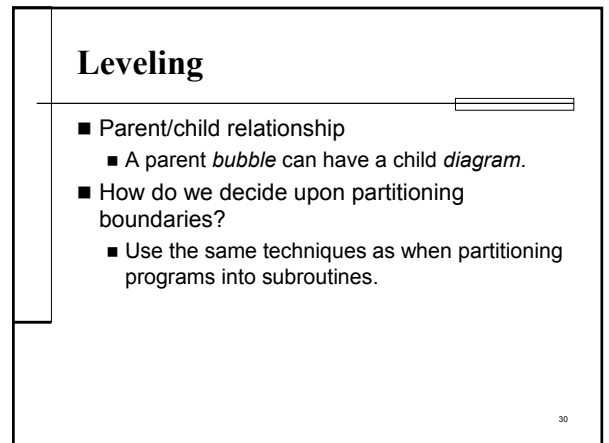 Leveling
■ Parent/child relationship
■ A parent bubble can have a child diagram.
■ How do we decide upon partitioning
boundaries?
■ Use the same techniques as when partitioning
programs into subroutines.
30